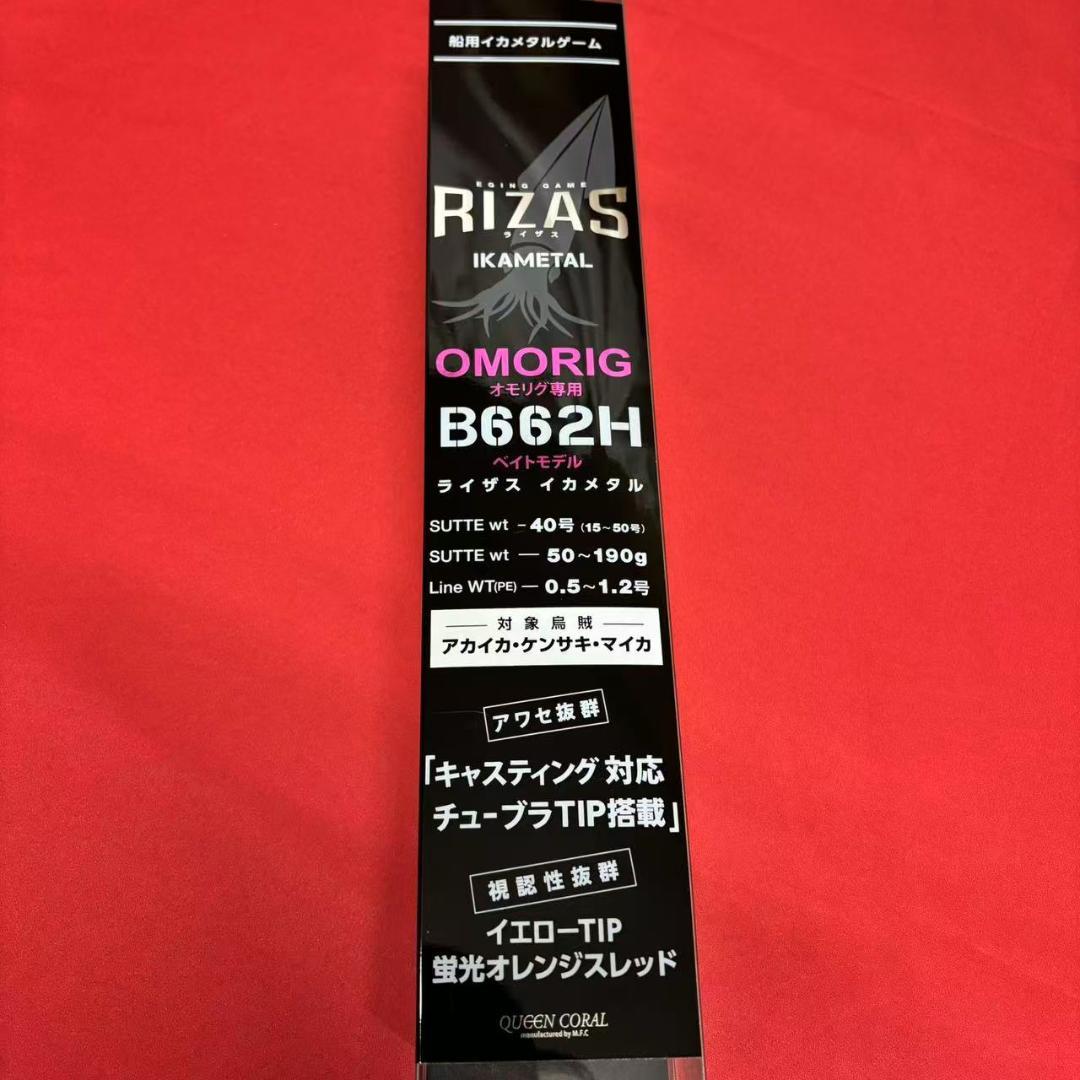 船用イカメタルゲーム
EGING GAME
RIZAS
ライザス
IKAMETAL
OMORIG
オモリグ専用
B662H
ベイトモデル
ライザス イカメタル
SUTTE wt - 40号 (15~50号)
SUTTE wt — 50~190g
Line WT(PE) — 0.5~1.2号
対象烏賊
アカイカ・ケンサキ・マイカ
アワセ抜群
「キャスティング 対応
チューブラTIP搭載」
視認性抜群
イエローTIP
蛍光オレンジスレッド
QUEEN CORAL
manufactured by M.F.C